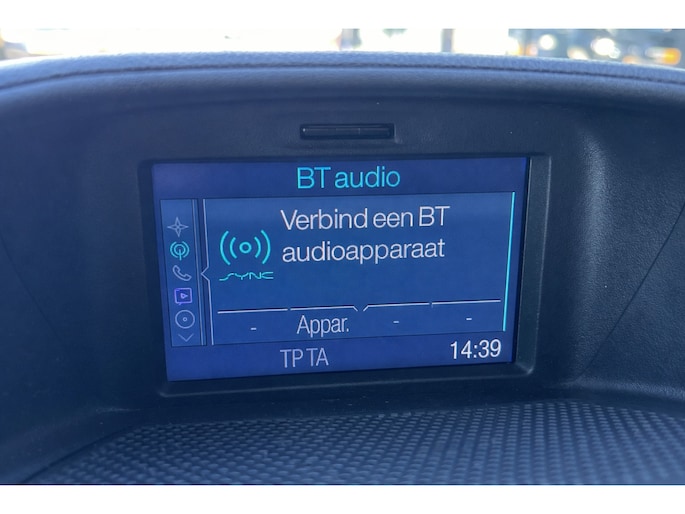 BT audio
Verbind een BT
audioapparaat
SYNC
- Appar. - -
TP TA 14:39